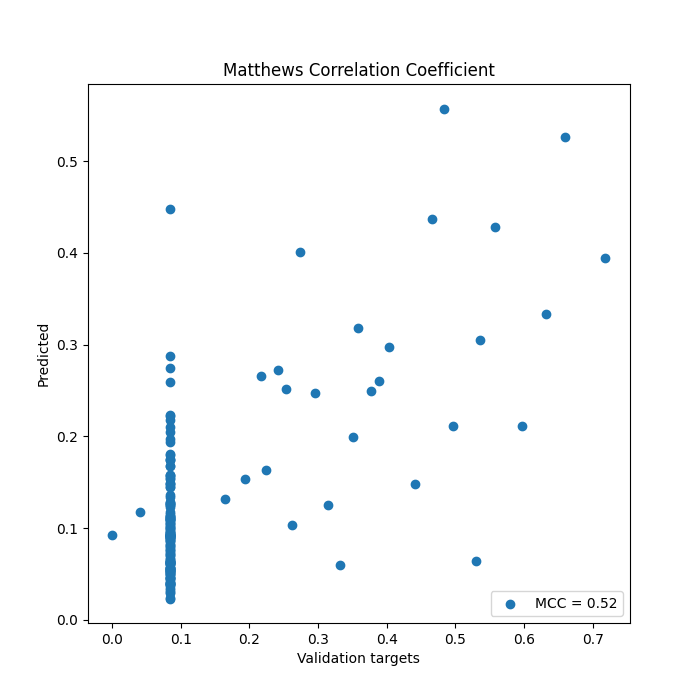 Matthews Correlation Coefficient
0.5
0.4
0.3
0.2
0.1
0.0
Predicted
MCC = 0.52
0.0 0.1 0.2 0.3 0.4 0.5 0.6 0.7
Validation targets